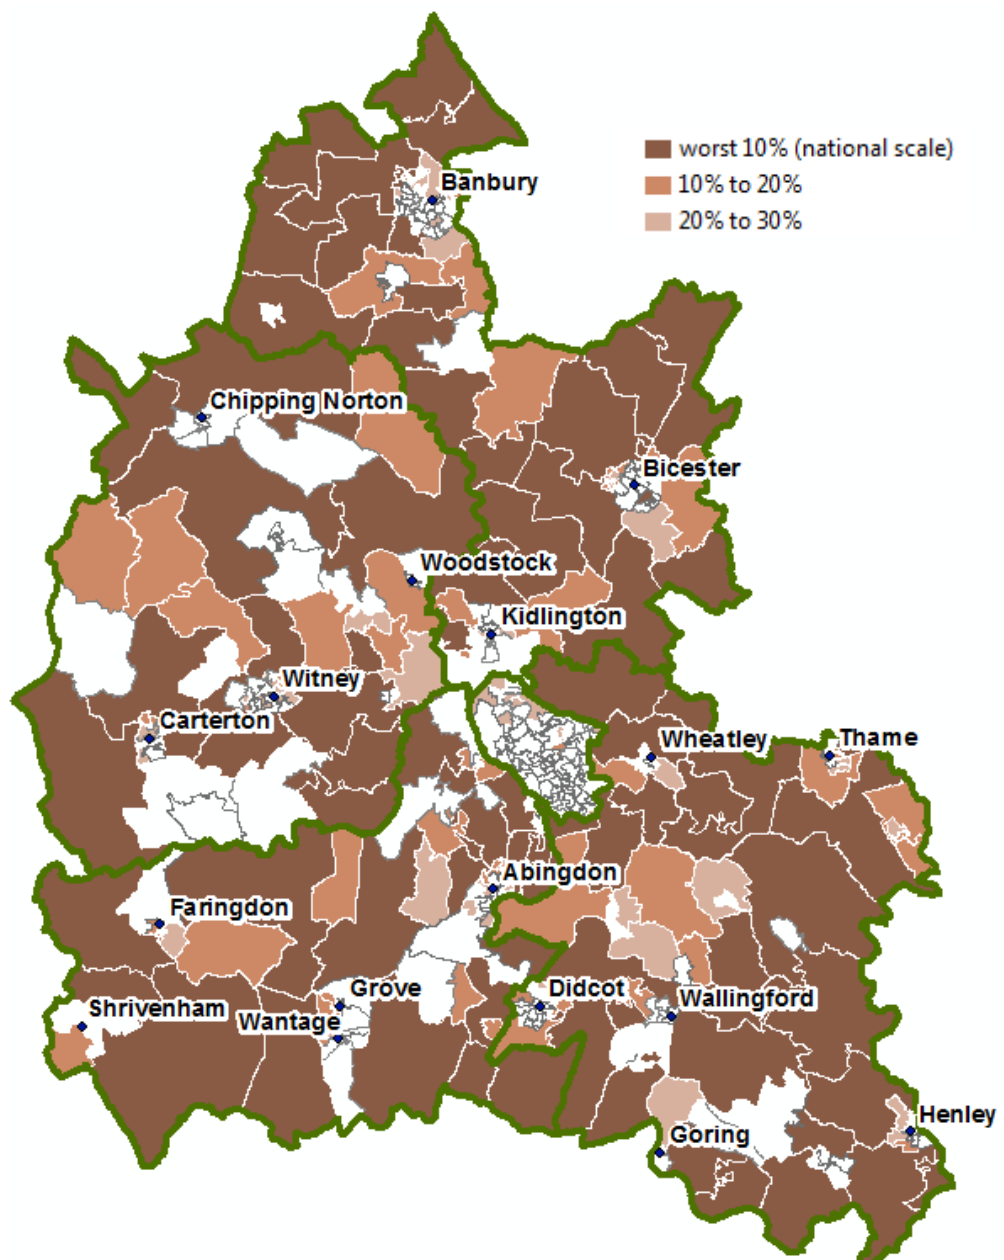 worst 10% (national scale)
10% to 20%
20% to 30%
Banbury
Chipping Norton
Bicester
Woodstock
Kidlington
Witney
Carterton
Wheatley
Thame
Abingdon
Faringdon
Grove
Didcot
Shrivenham
Wantage
Wallingford
Henley
Goring